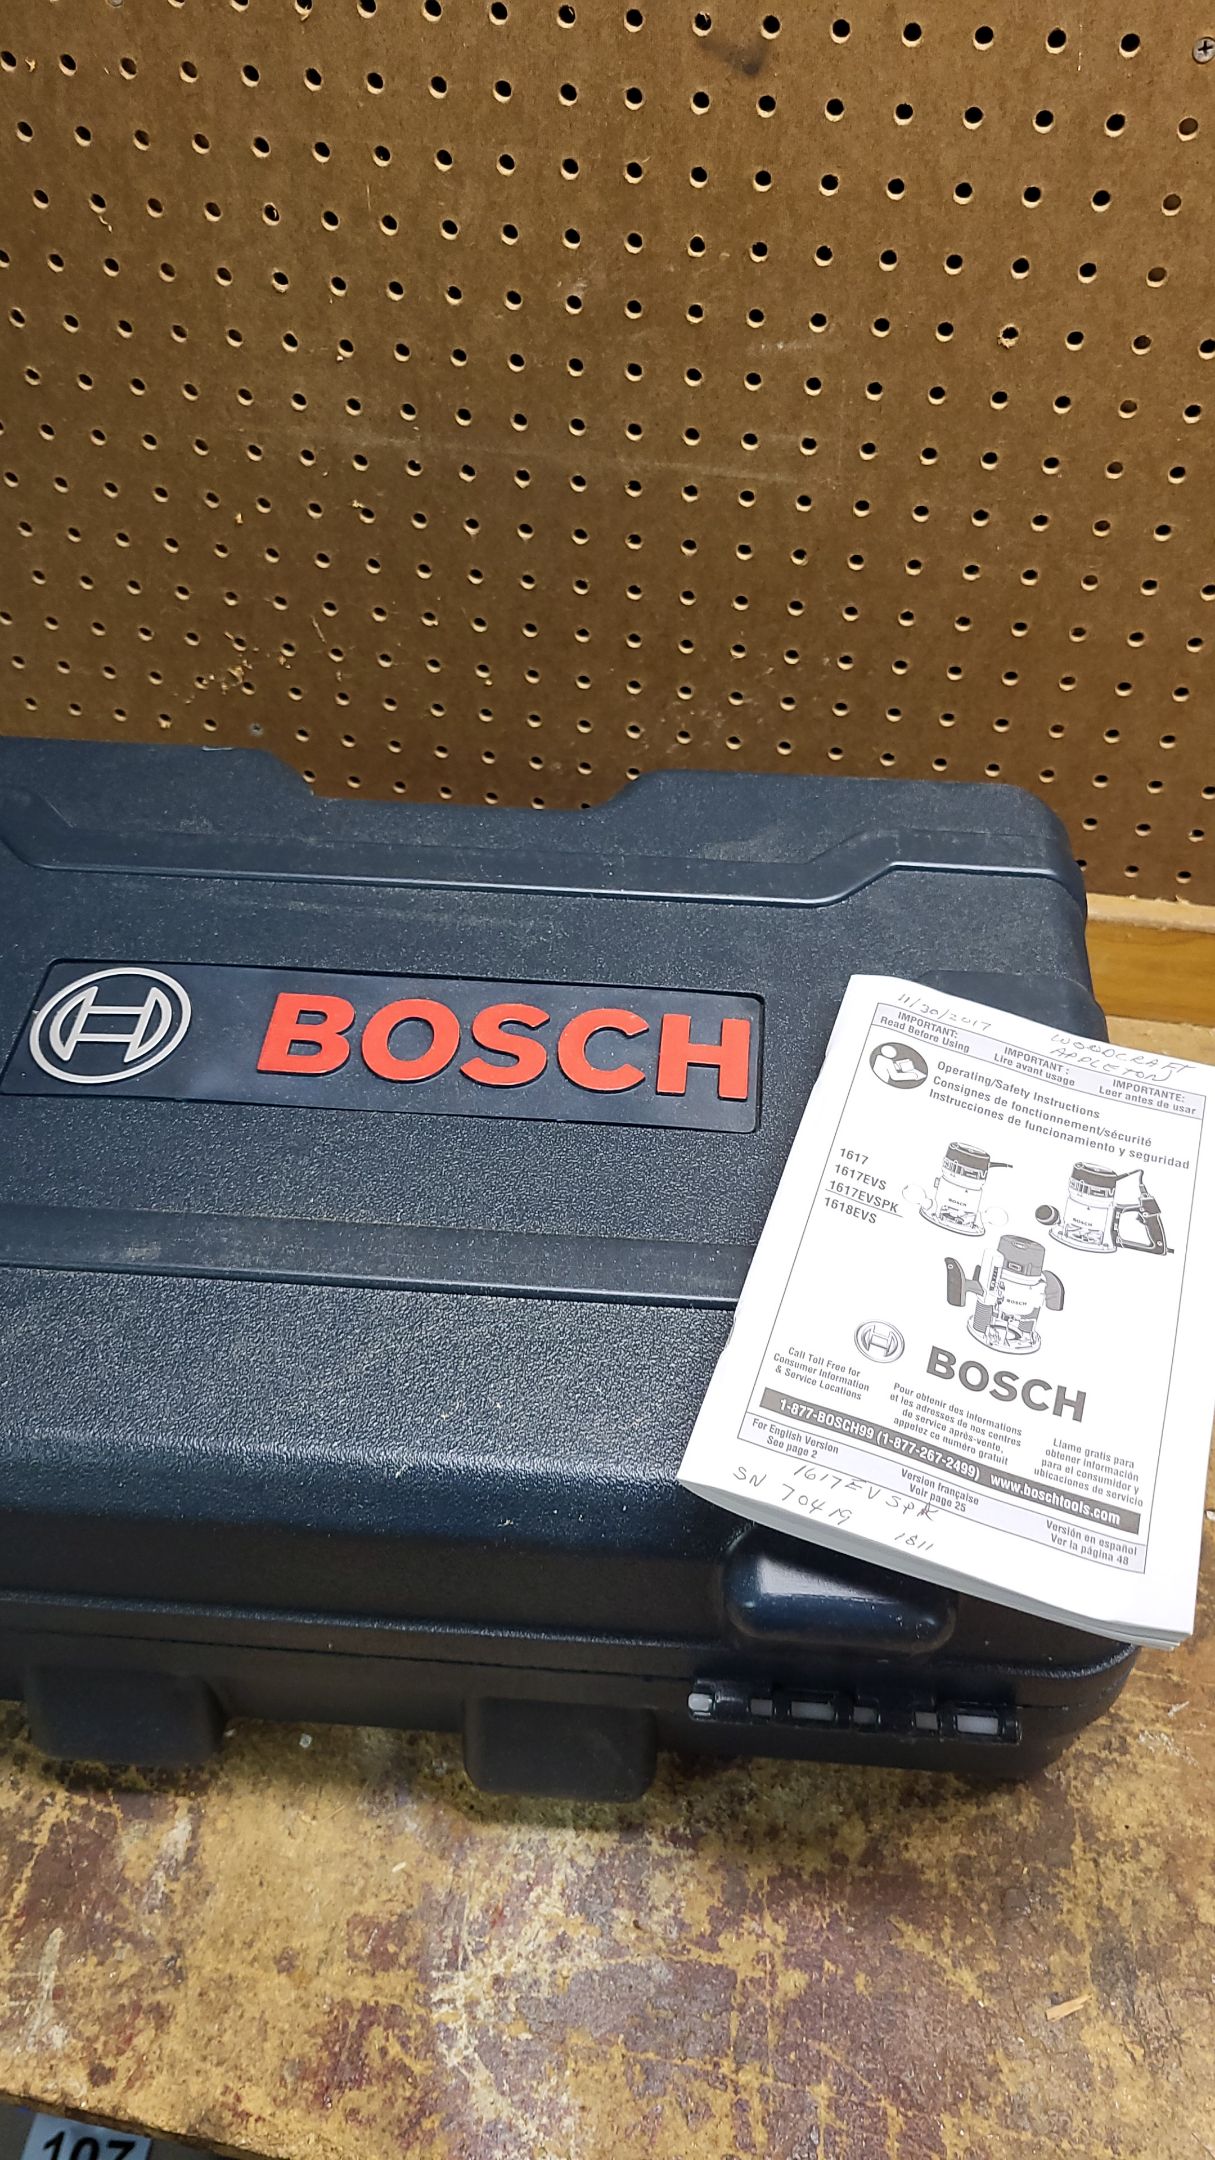 BOSCH
11/30/2017
WOODCRAFT
APPLETON
IMPORTANT:
Read Before Using
IMPORTANT :
Lire avant usage
IMPORTANTE:
Leer antes de usar
Operating/Safety Instructions
Consignes de fonctionnement/sécurité
Instrucciones de funcionamiento y seguridad
1617
1617EVS
1617EVSPK
1618EVS
BOSCH
BOSCH
BOSCH
BOSCH
Call Toll Free for
Consumer Information
& Service Locations
Pour obtenir des informations
et les adresses de nos centres
de service après-vente,
appelez ce numéro gratuit
Llame gratis para
obtener información
para el consumidor y
ubicaciones de servicio
1-877-BOSCH99 (1-877-267-2499) www.boschtools.com
For English Version
See page 2
Version française
Voir page 25
Versión en español
Ver la página 48
1617EVSPK
SN 70419 1811
107